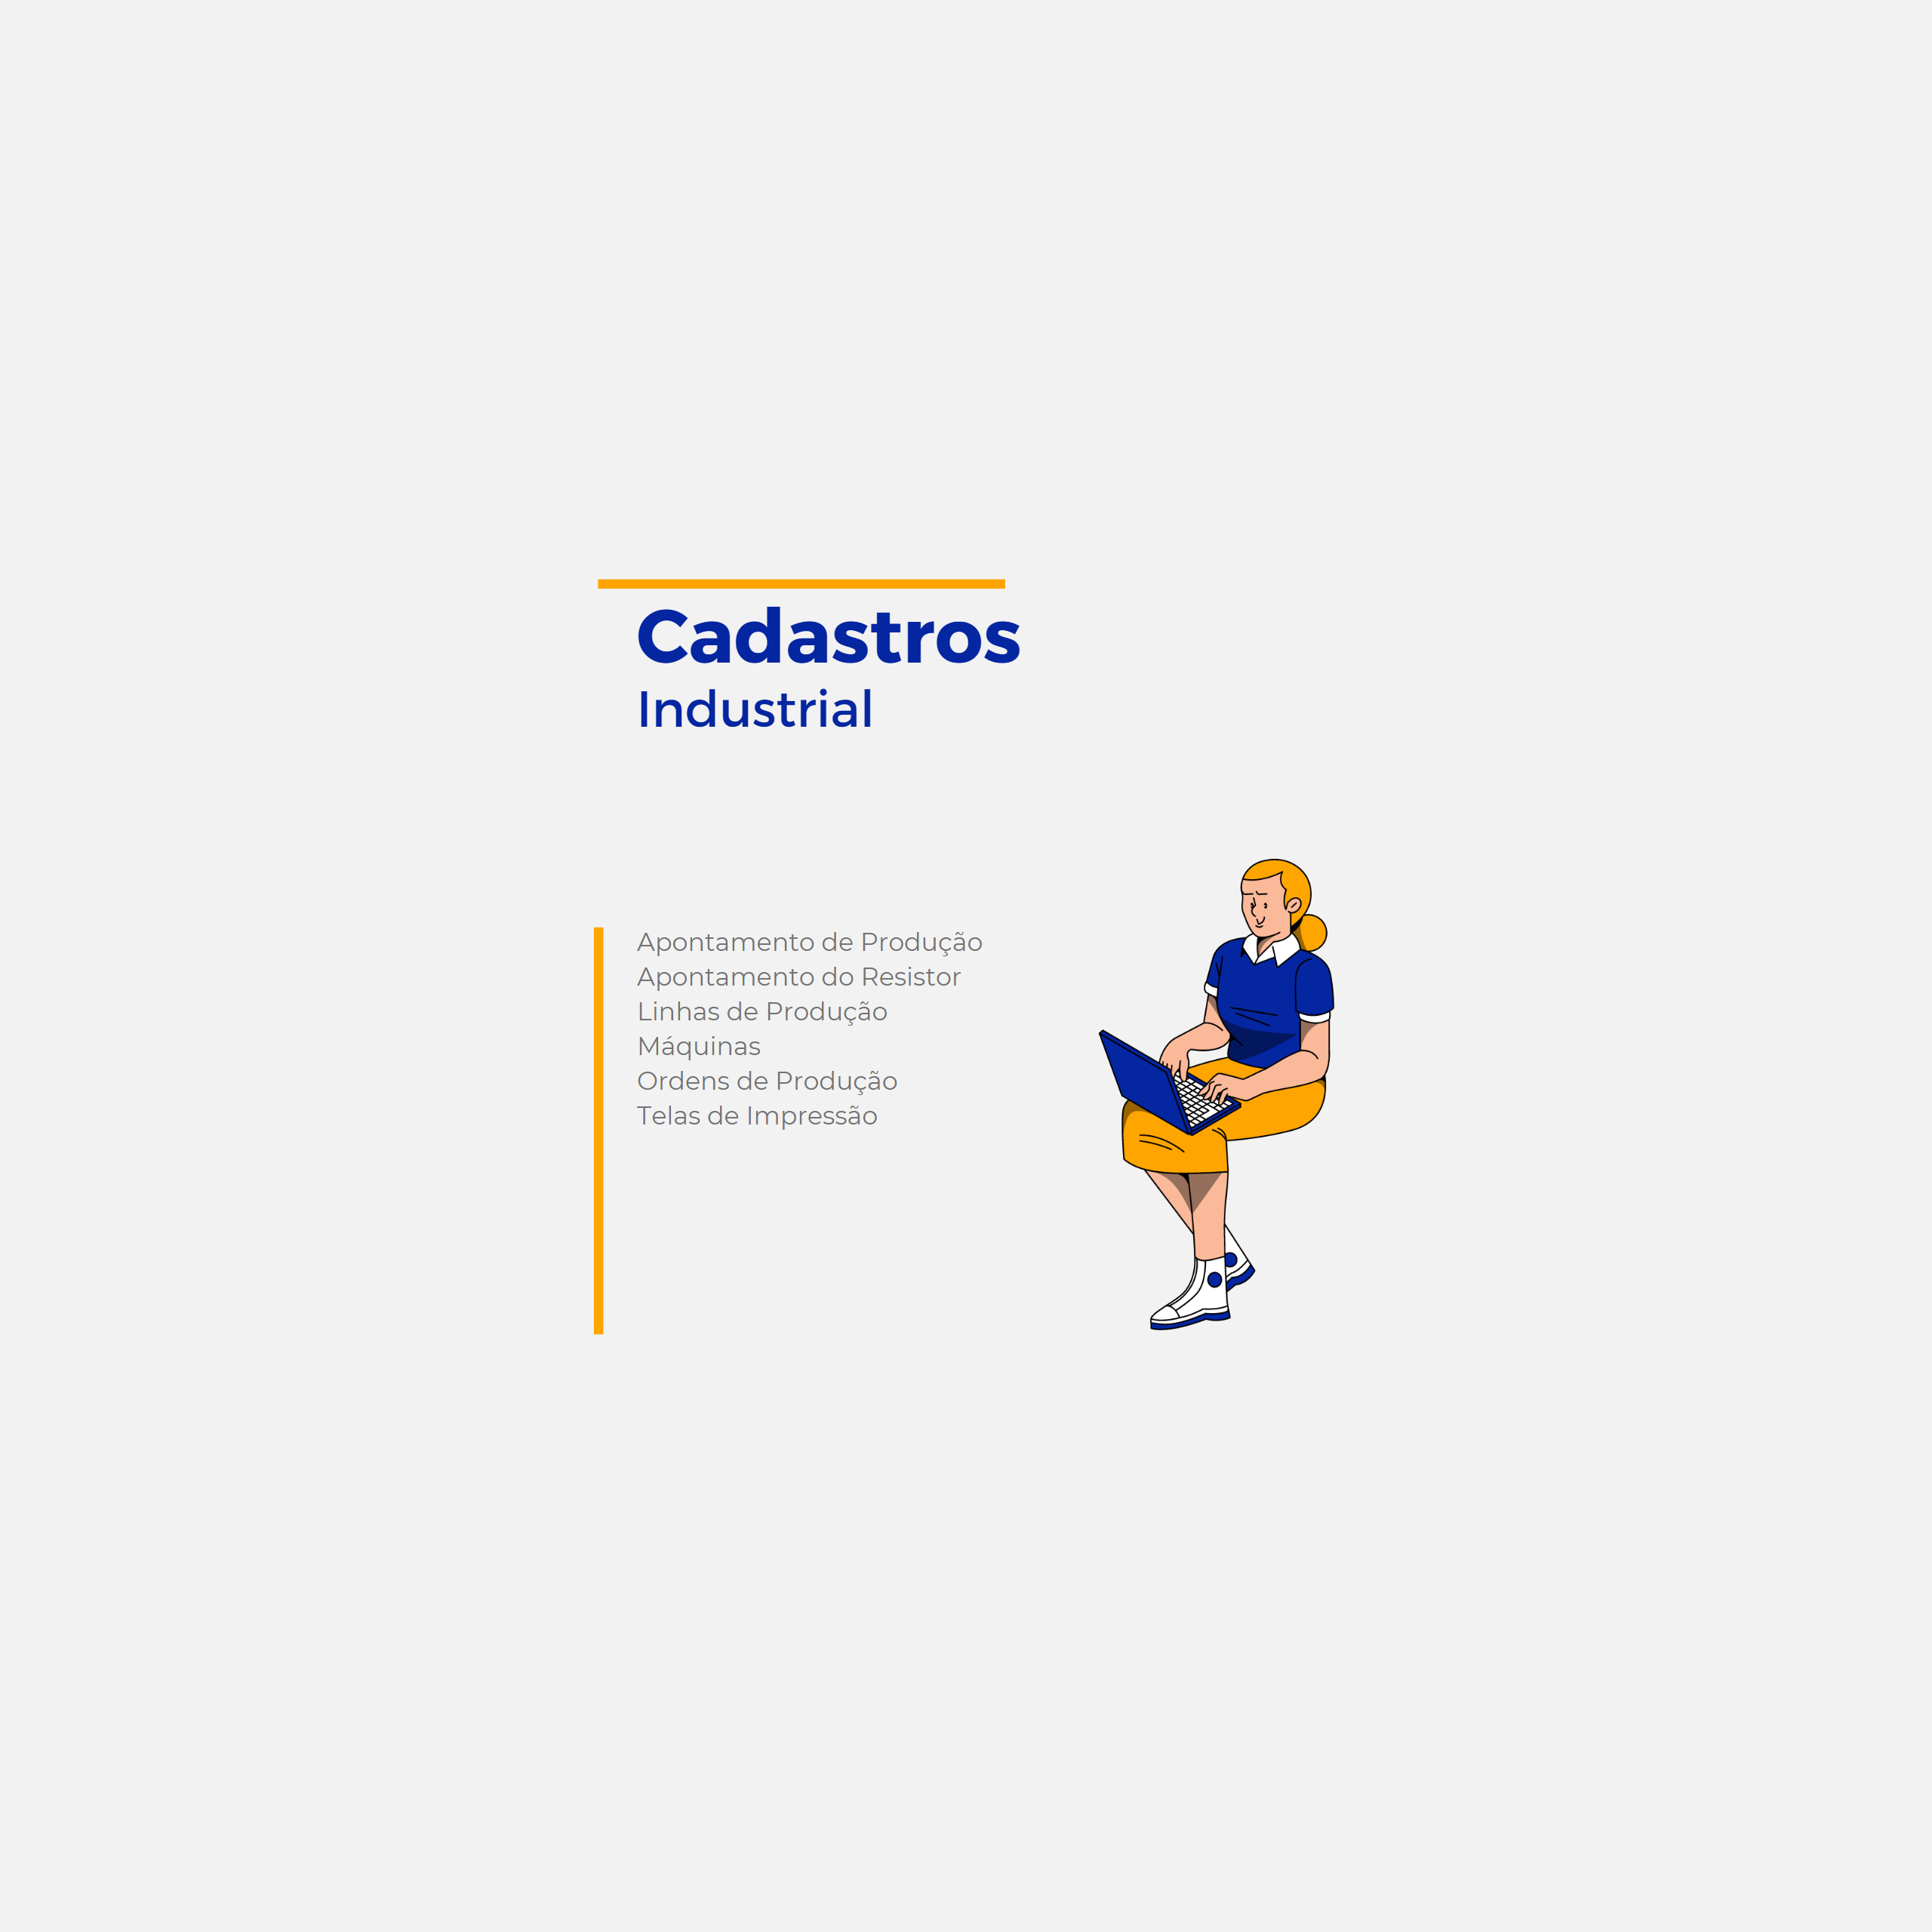 Cadastros
Industrial
Apontamento de Produção
Apontamento do Resistor
Linhas de Produção
Máquinas
Ordens de Produção
Telas de Impressão